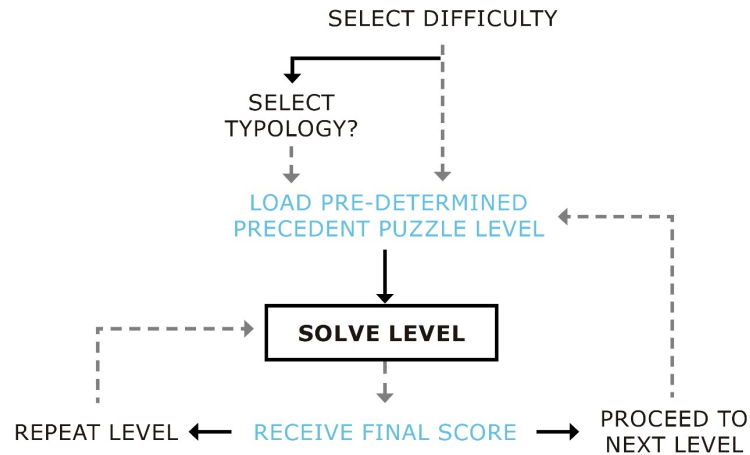 SELECT DIFFICULTY
SELECT
TYPOLOGY?
LOAD PRE-DETERMINED
PRECEDENT PUZZLE LEVEL
SOLVE LEVEL
REPEAT LEVEL
RECEIVE FINAL SCORE
PROCEED TO
NEXT LEVEL